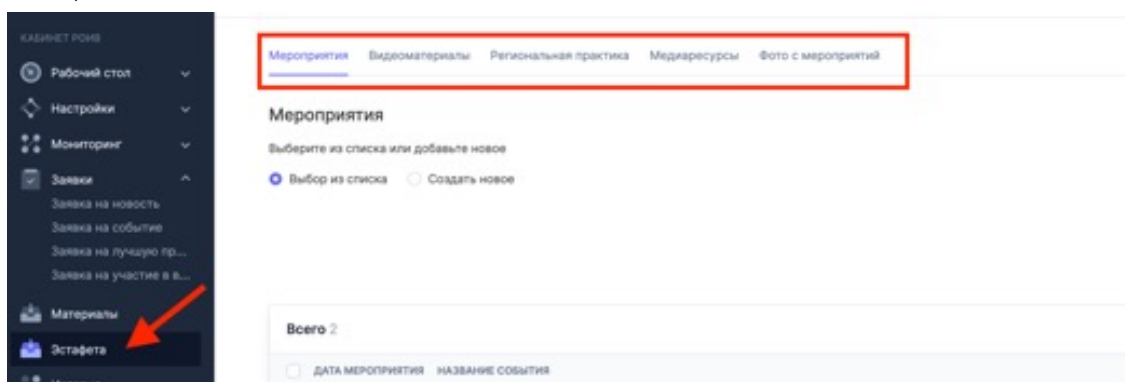 КАБИНЕТ РОИВ
Рабочий стол
Настройки
Мониторинг
Заявки
Заявка на новость
Заявка на событие
Заявка на лучшую пр...
Заявка на участие в в...
Материалы
Эстафета
Мероприятия Видеоматериалы Региональная практика Медиаресурсы Фото с мероприятий
Мероприятия
Выберите из списка или добавьте новое
Выбор из списка Создать новое
Всего 2
ДАТА МЕРОПРИЯТИЯ НАЗВАНИЕ СОБЫТИЯ